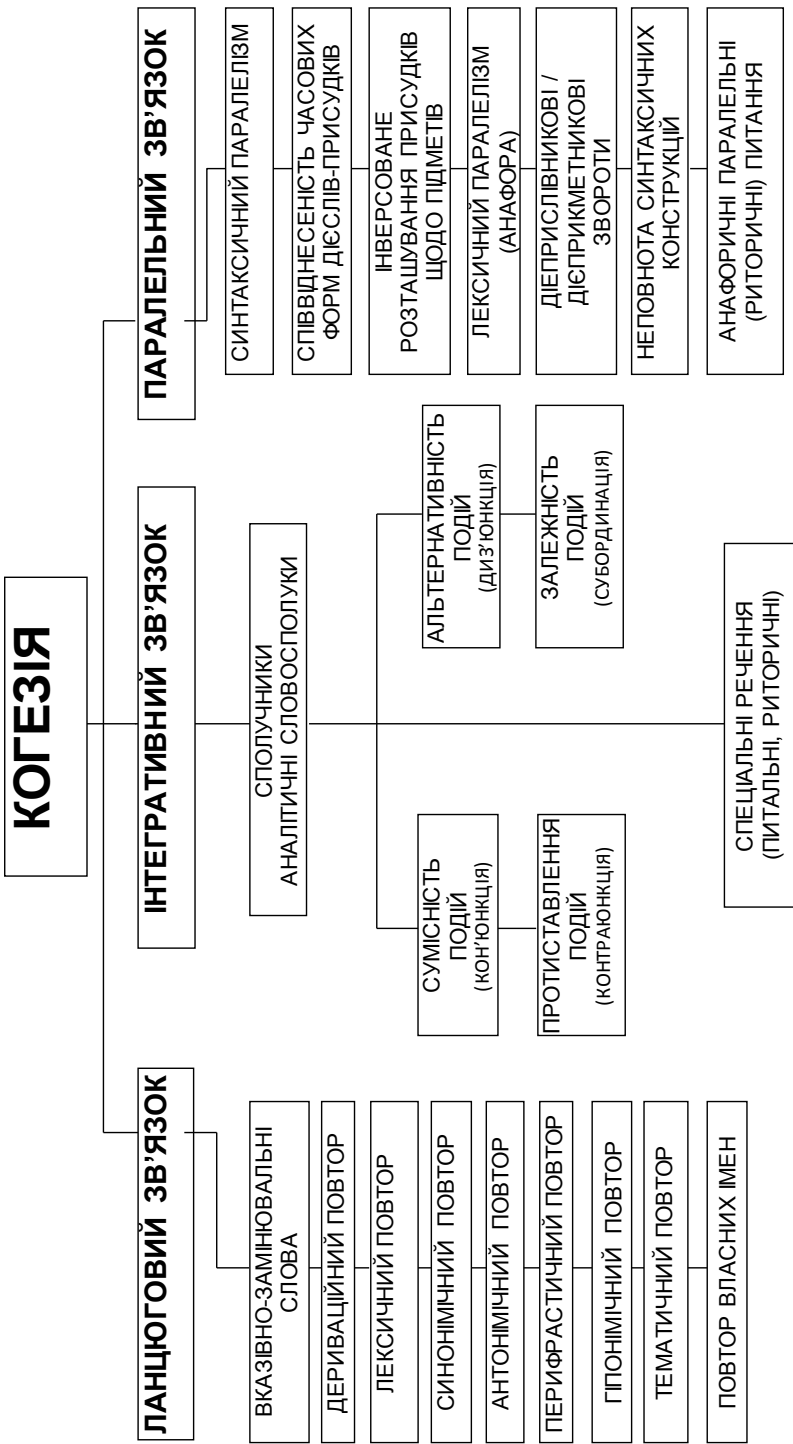 КОГЕЗІЯ
ЛАНЦЮГОВИЙ ЗВ'ЯЗОК
ВКАЗІВНО-ЗАМІНЮВАЛЬНІ
СЛОВА
ДЕРИВАЦІЙНИЙ ПОВТОР
ЛЕКСИЧНИЙ ПОВТОР
СИНОНІМІЧНИЙ ПОВТОР
АНТОНІМІЧНИЙ ПОВТОР
ПЕРИФРАСТИЧНИЙ ПОВТОР
ГІПОНІМІЧНИЙ ПОВТОР
ТЕМАТИЧНИЙ ПОВТОР
ПОВТОР ВЛАСНИХ ІМЕН
ІНТЕГРАТИВНИЙ ЗВ'ЯЗОК
СПОЛУЧНИКИ
АНАЛІТИЧНІ СЛОВОСПОЛУКИ
СУМІСНІСТЬ
ПОДІЙ
(КОН'ЮНКЦІЯ)
ПРОТИСТАВЛЕННЯ
ПОДІЙ
(КОНТРАЮНКЦІЯ)
АЛЬТЕРНАТИВНІСТЬ
ПОДІЙ
(ДИЗ'ЮНКЦІЯ)
ЗАЛЕЖНІСТЬ
ПОДІЙ
(СУБОРДИНАЦІЯ)
СПЕЦІАЛЬНІ РЕЧЕННЯ
(ПИТАЛЬНІ, РИТОРИЧНІ)
ПАРАЛЕЛЬНИЙ ЗВ'ЯЗОК
СИНТАКСИЧНИЙ ПАРАЛЕЛІЗМ
СПІВВІДНЕСЕНІСТЬ ЧАСОВИХ
ФОРМ ДІЄСЛІВ-ПРИСУДКІВ
ІНВЕРСОВАНЕ
РОЗТАШУВАННЯ ПРИСУДКІВ
ЩОДО ПІДМЕТІВ
ЛЕКСИЧНИЙ ПАРАЛЕЛІЗМ
(АНАФОРА)
ДІЕПРИСЛІВНИКОВІ /
ДІЄПРИКМЕТНИКОВІ
ЗВОРОТИ
НЕПОВНОТА СИНТАКСИЧНИХ
КОНСТРУКЦІЙ
АНАФОРИЧНІ ПАРАЛЕЛЬНІ
(РИТОРИЧНІ) ПИТАННЯ